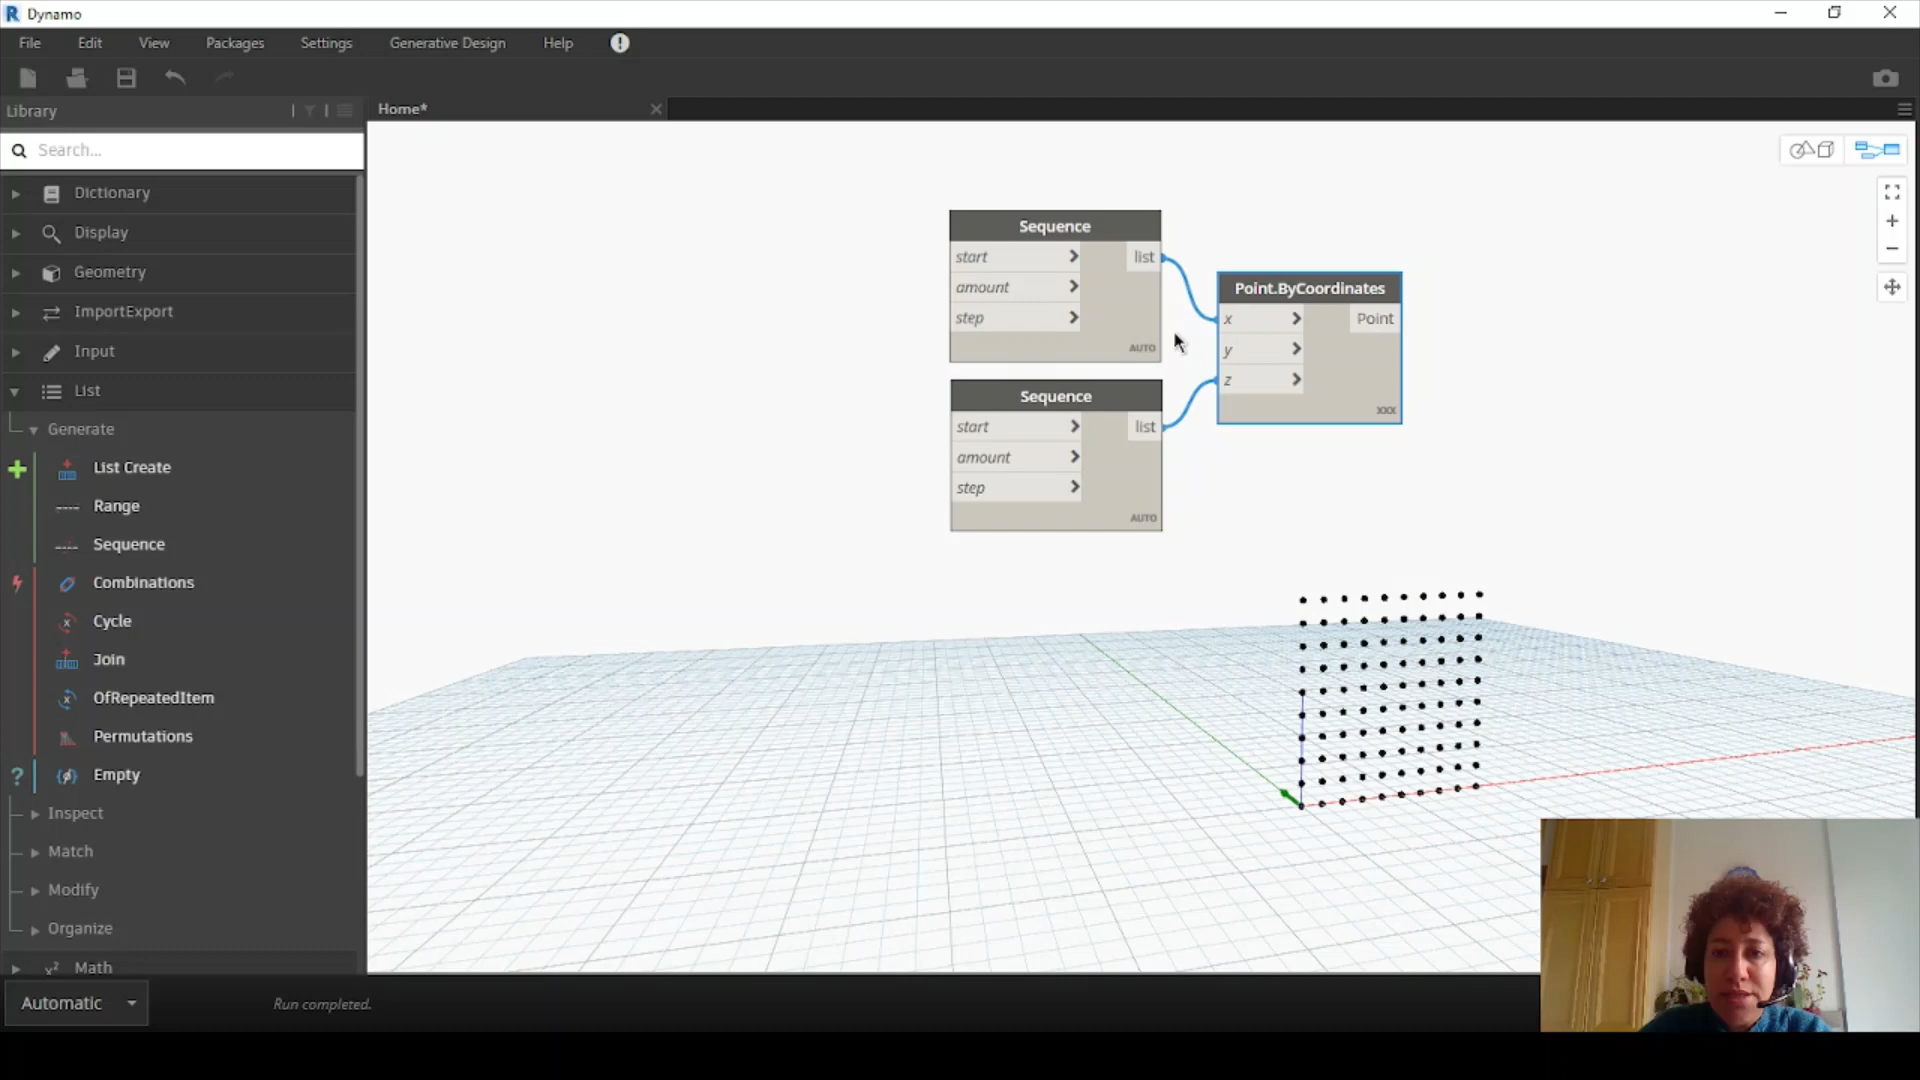 Dynamo
File Edit View Packages Settings Generative Design Help
Library
Home*
Search...
Dictionary
Display
Geometry
ImportExport
Input
List
Generate
List Create
Range
Sequence
Combinations
Cycle
Join
OfRepeatedItem
Permutations
Empty
Inspect
Match
Modify
Organize
Math
Sequence
start
list
amount
step
AUTO
Sequence
start
list
amount
step
AUTO
Point.ByCoordinates
x
Point
y
z
XXX
Automatic
Run completed.